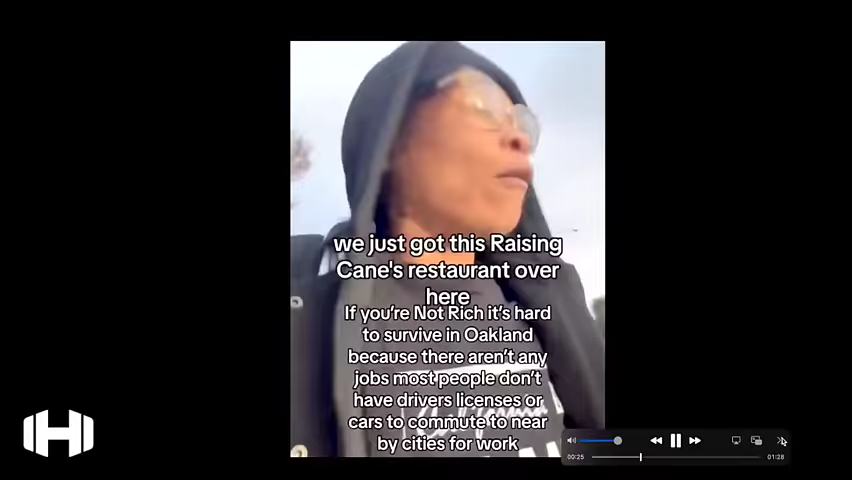 we just got this Raising
Cane's restaurant over
here
If you're Not Rich it's hard
to survive in Oakland
because there aren't any
jobs most people don't
have drivers licenses or
cars to commute to near
by cities for work
00:25
01:28